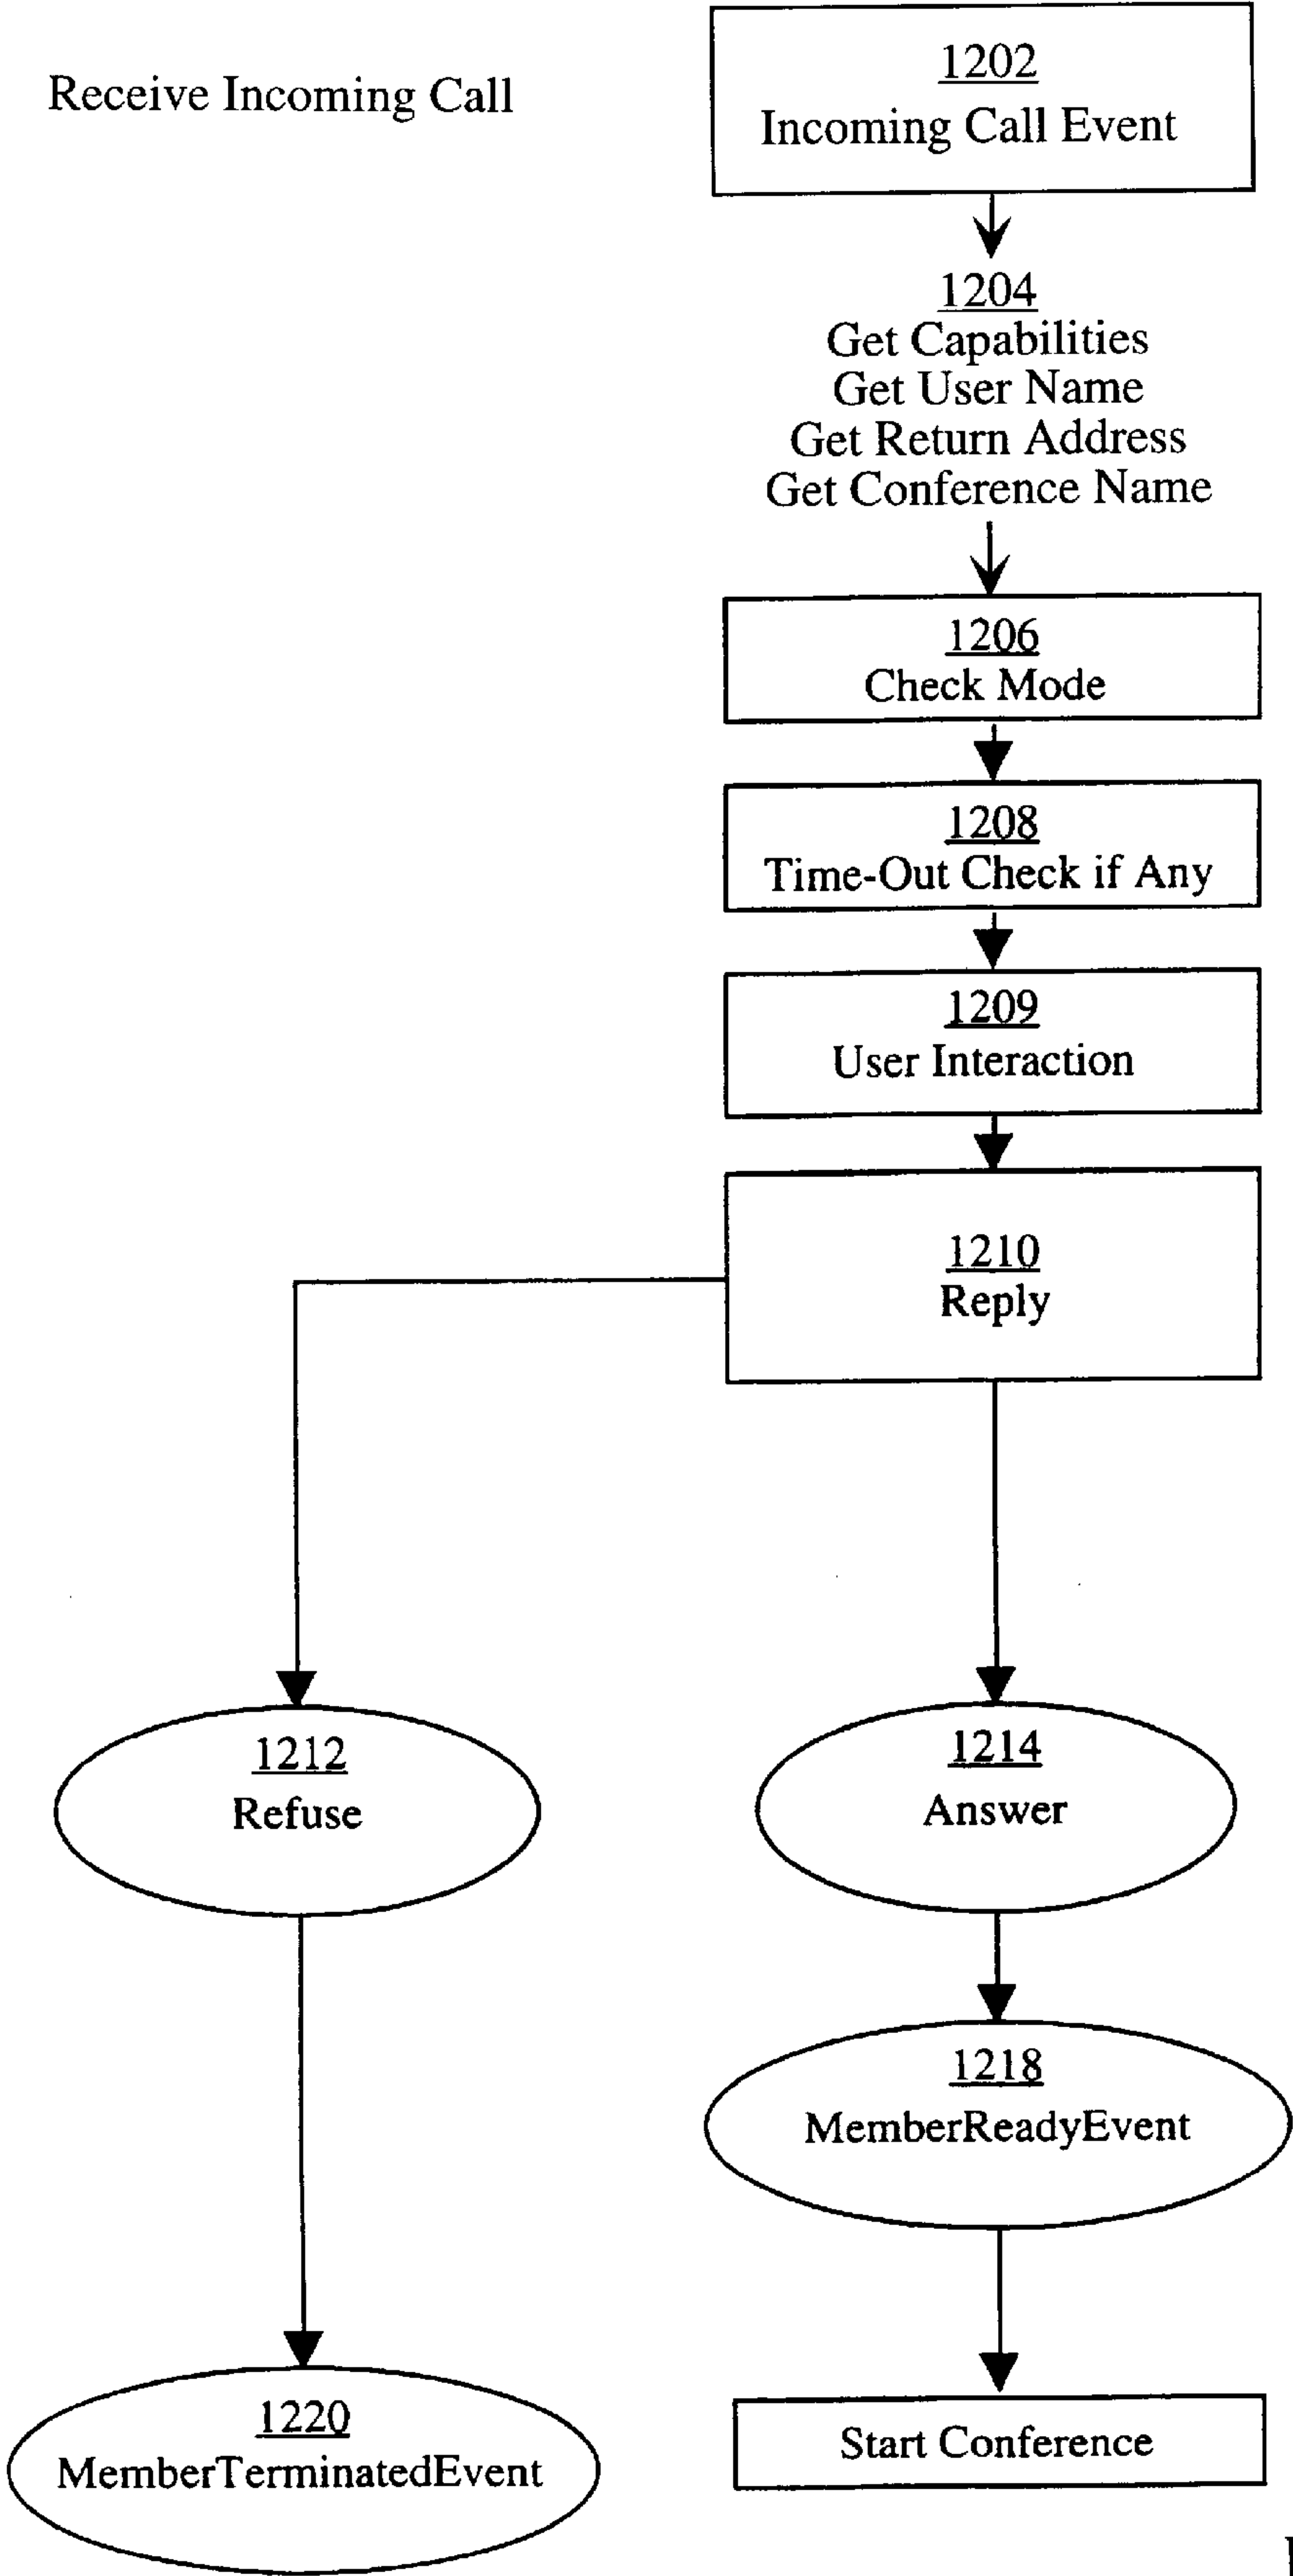 Receive Incoming Call
1202
Incoming Call Event
1204
Get Capabilities
Get User Name
Get Return Address
Get Conference Name
1206
Check Mode
1208
Time-Out Check if Any
1209
User Interaction
1210
Reply
1212
Refuse
1214
Answer
1218
MemberReadyEvent
1220
MemberTerminatedEvent
Start Conference